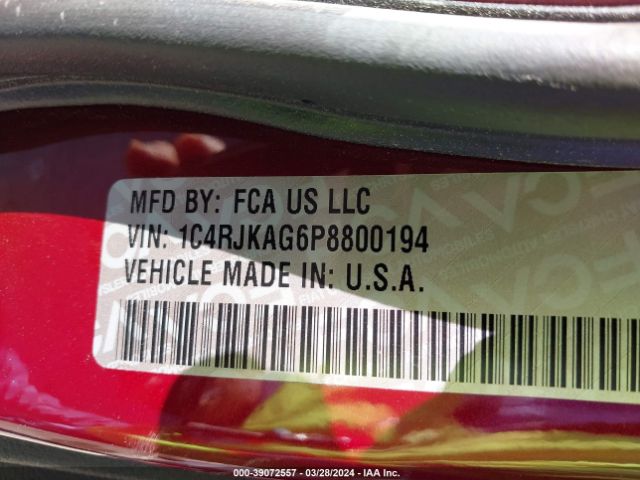 MFD BY: FCA US LLC
VIN: 1C4RJKAG6P8800194
VEHICLE MADE IN: U.S.A.
000-39072557 - 03/28/2024 - IAA Inc.